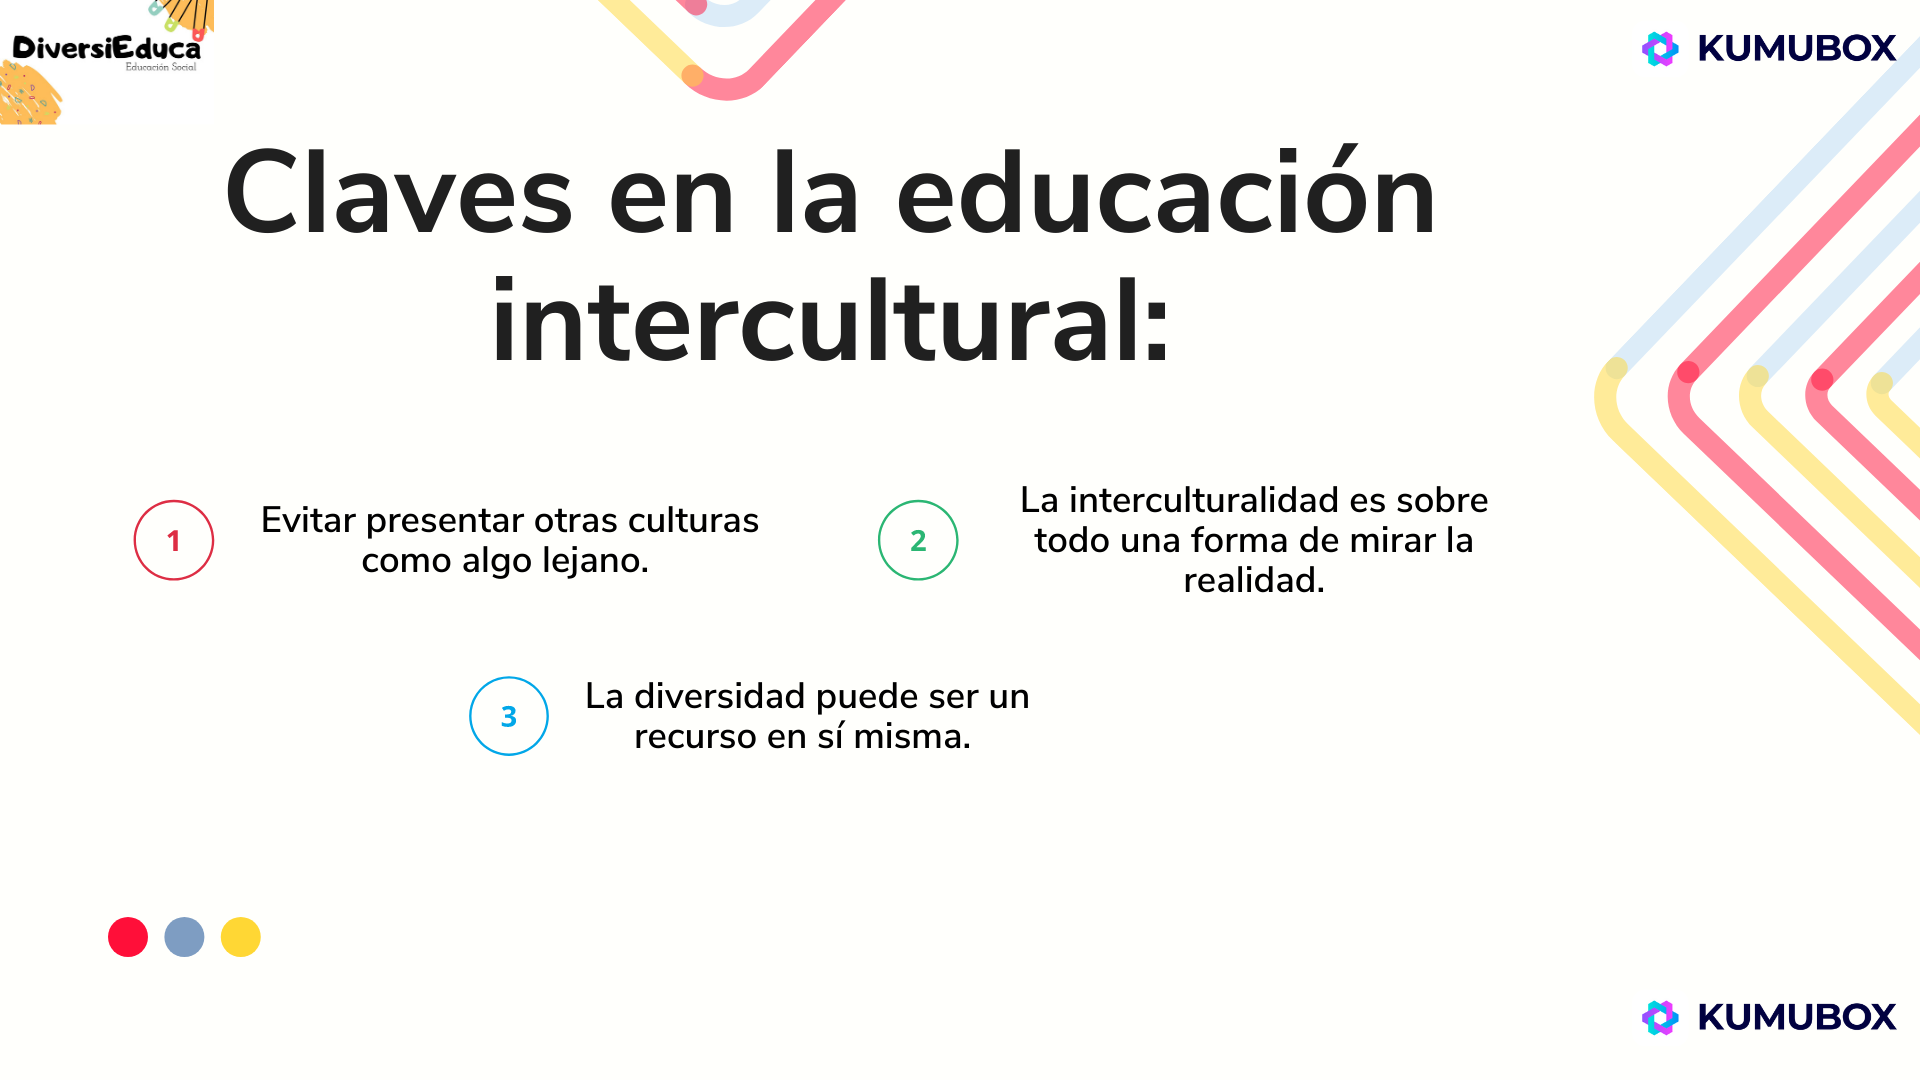 DiversiEduca
Educación Social
KUMUBOX
Claves en la educación
intercultural:
1
Evitar presentar otras culturas
como algo lejano.
2
La interculturalidad es sobre
todo una forma de mirar la
realidad.
3
La diversidad puede ser un
recurso en sí misma.
KUMUBOX